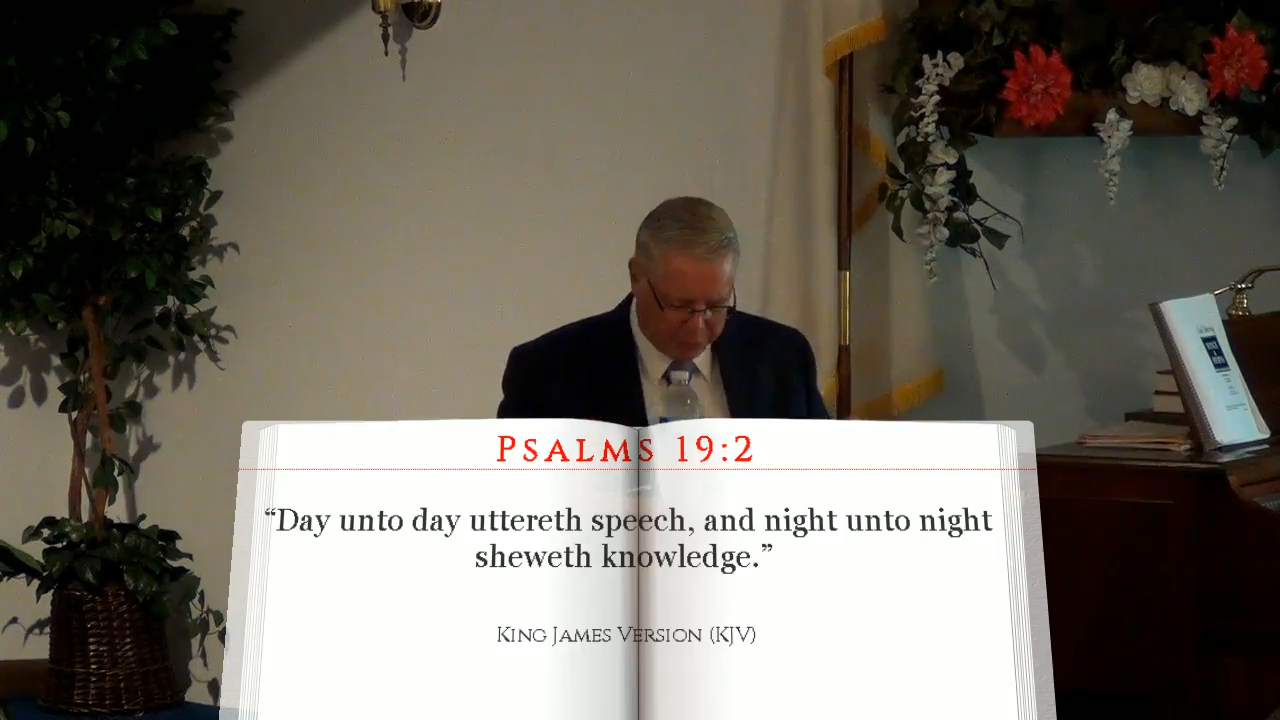 Psalms 19:2
“Day unto day uttereth speech, and night unto night
sheweth knowledge.”
King James Version (KJV)